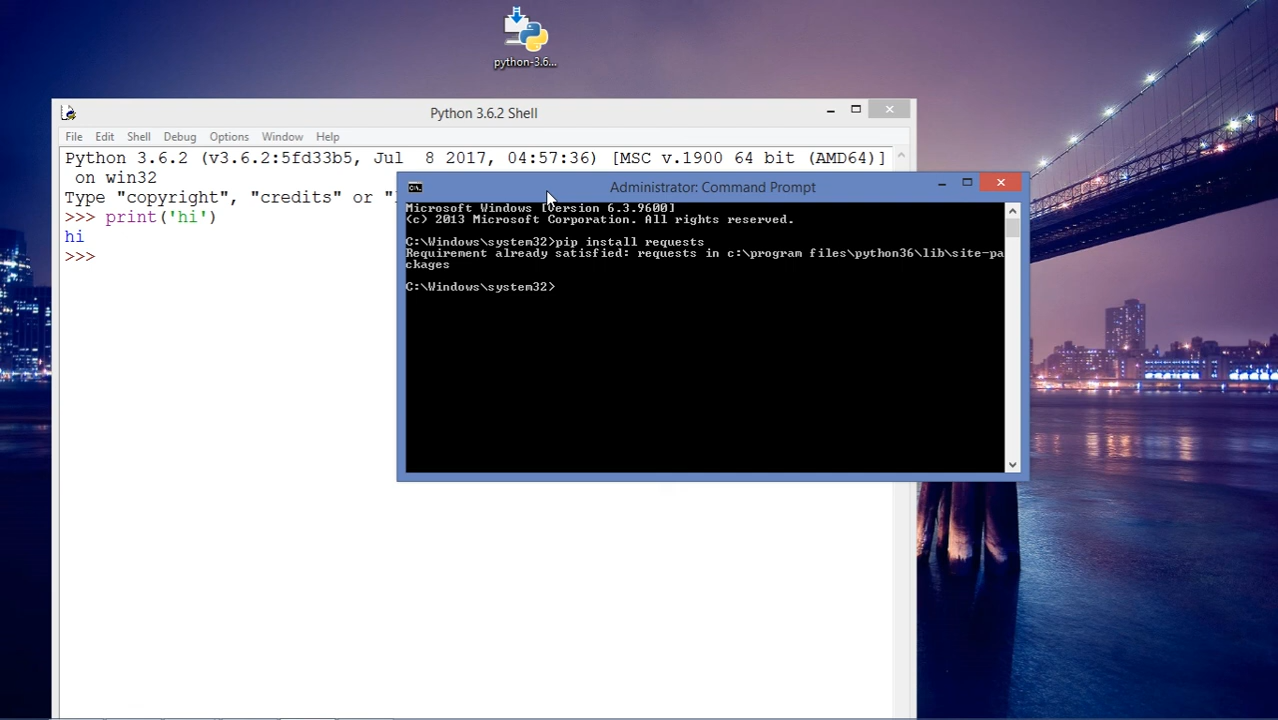 python-3.6...
Python 3.6.2 Shell
File Edit Shell Debug Options Window Help
Python 3.6.2 (v3.6.2:5fd33b5, Jul  8 2017, 04:57:36) [MSC v.1900 64 bit (AMD64)]
 on win32
Type "copyright", "credits" or "
>>> print('hi')
hi
>>>
Administrator: Command Prompt
Microsoft Windows [Version 6.3.9600]
(c) 2013 Microsoft Corporation. All rights reserved.
C:\Windows\system32>pip install requests
Requirement already satisfied: requests in c:\program files\python36\lib\site-pa
ckages
C:\Windows\system32>